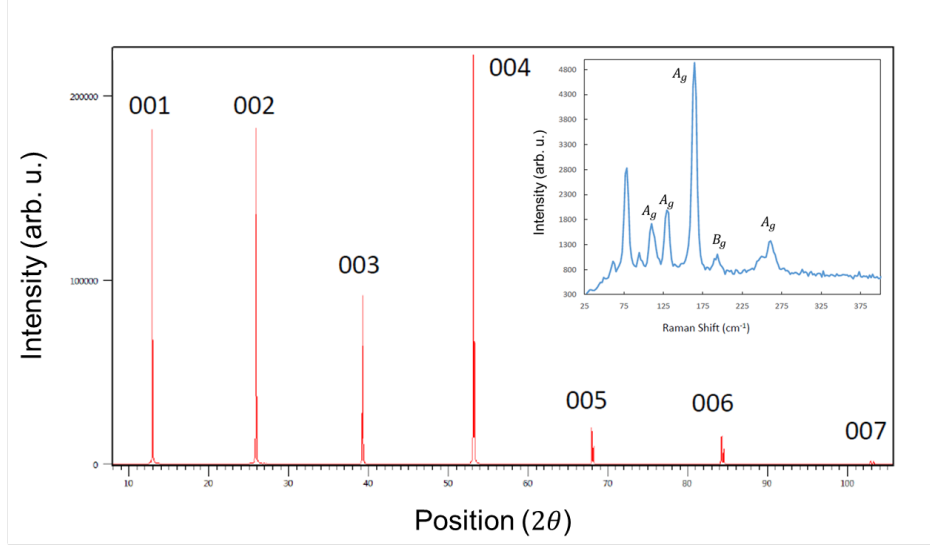 Intensity (arb. u.)
200000
100000
0
001
002
003
004
005
006
007
10 20 30 40 50 60 70 80 90 100
Position (2θ)
Intensity (arb. u.)
4800
4300
3800
3300
2800
2300
1800
1300
800
300
A_g
A_g
A_g
B_g
A_g
25 75 125 175 225 275 325 375
Raman Shift (cm⁻¹)